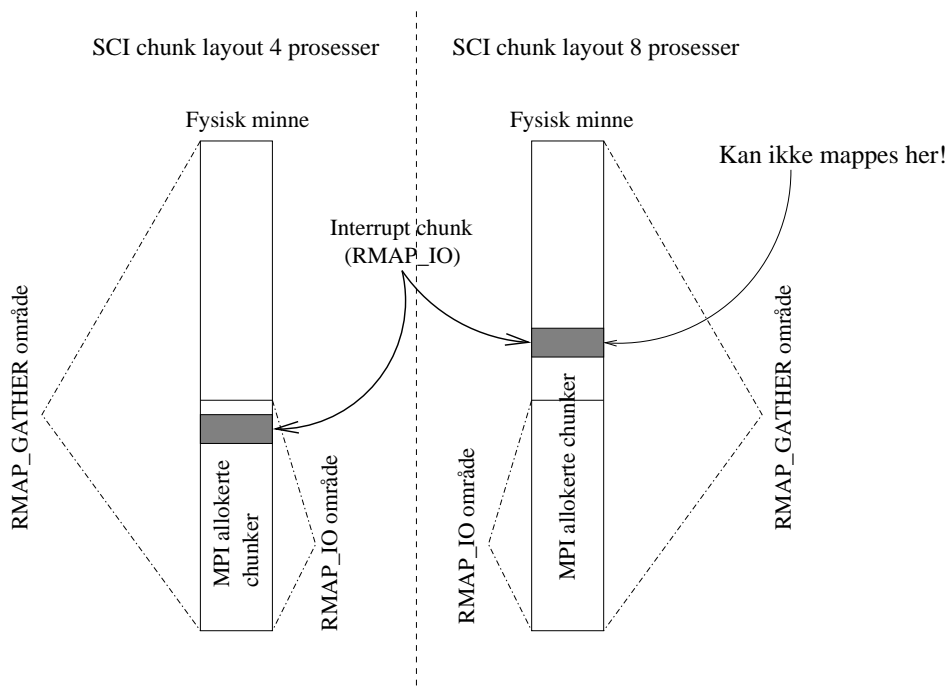 SCI chunk layout 4 prosesser
SCI chunk layout 8 prosesser
Fysisk minne
Fysisk minne
Kan ikke mappes her!
Interrupt chunk
(RMAP_IO)
RMAP_GATHER område
MPI allokerte
chunker
RMAP_IO område
RMAP_IO område
MPI allokerte chunker
RMAP_GATHER område